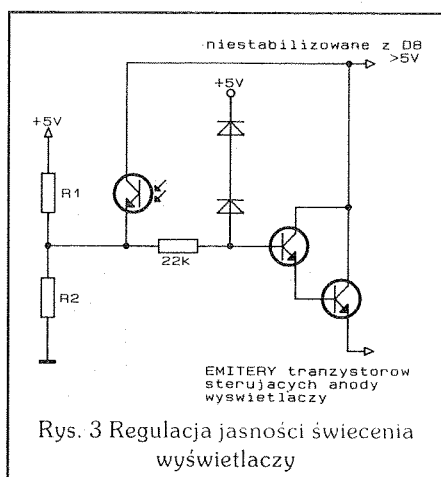 niestabilizowane z D8
>5V
+5V
+5V
R1
22K
R2
EMITERY tranzystorow
sterujacych anody
wyswietlaczy
Rys. 3 Regulacja jasności świecenia
wyświetlaczy